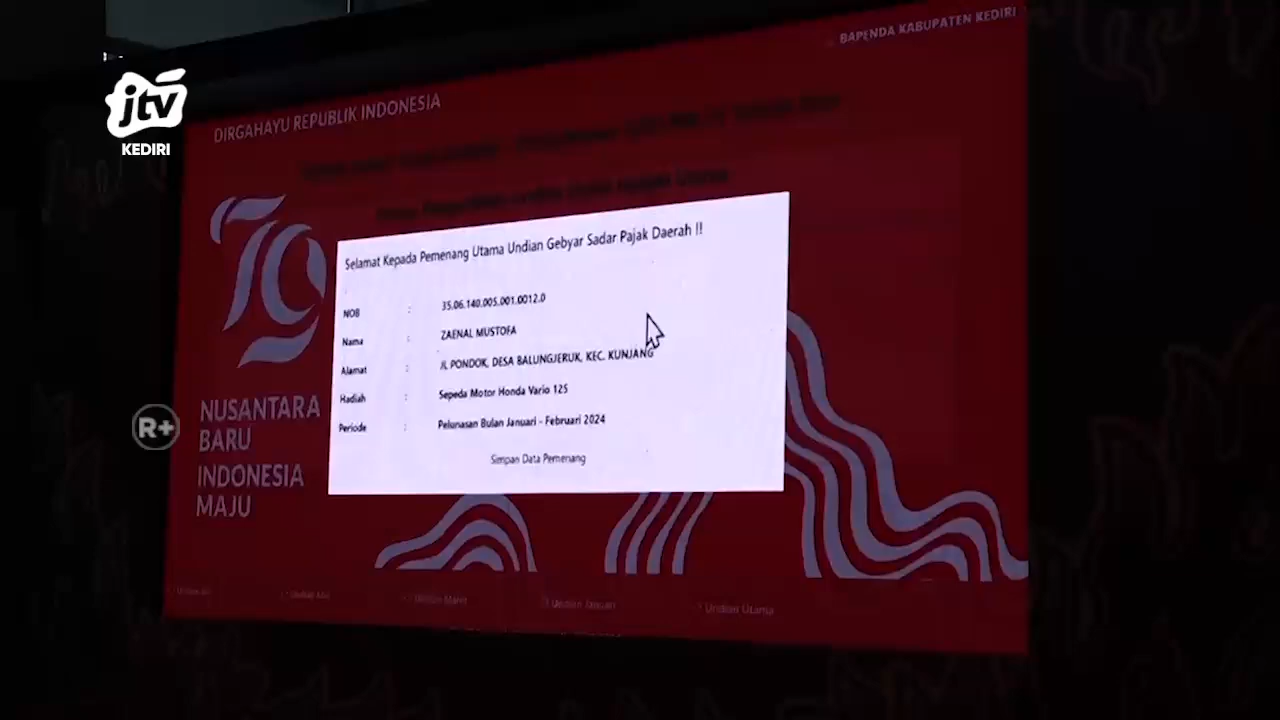 BAPENDA KABUPATEN KEDIRI
jtv
KEDIRI
DIRGAHAYU REPUBLIK INDONESIA
79
NUSANTARA
BARU
INDONESIA
MAJU
R+
Selamat Kepada Pemenang Utama Undian Gebyar Sadar Pajak Daerah !!
NOB : 35.06.140.005.001.0012.0
Nama : ZAENAL MUSTOFA
Alamat : JL PONDOK, DESA BALUNGJERUK, KEC. KUNJANG
Hadiah : Sepeda Motor Honda Vario 125
Periode : Pelunasan Bulan Januari - Februari 2024
Simpan Data Pemenang
Undian Maret
Undian Utama